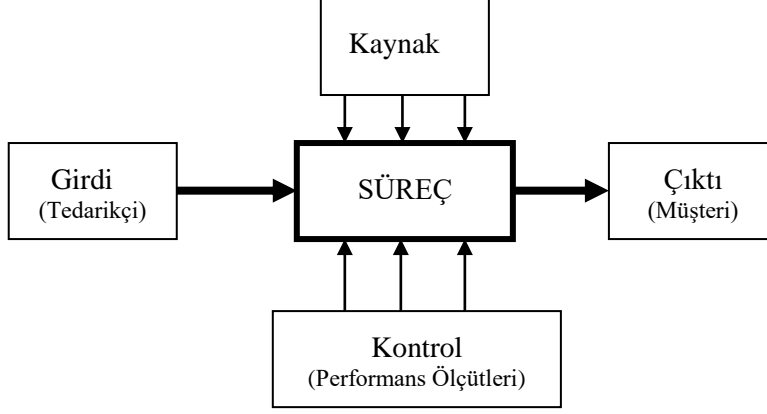 Kaynak
Girdi
(Tedarikçi)
SÜREÇ
Çıktı
(Müşteri)
Kontrol
(Performans Ölçütleri)